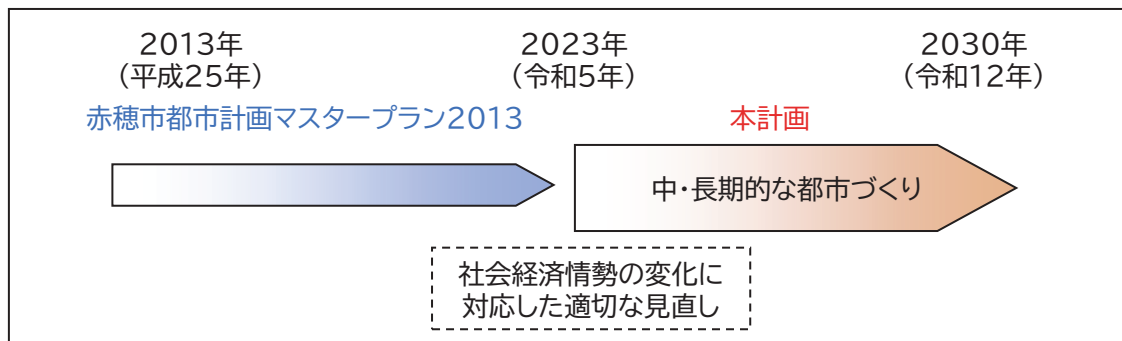 2013年
(平成25年)
2023年
(令和5年)
2030年
(令和12年)
赤穂市都市計画マスタープラン2013
本計画
中・長期的な都市づくり
社会経済情勢の変化に
対応した適切な見直し